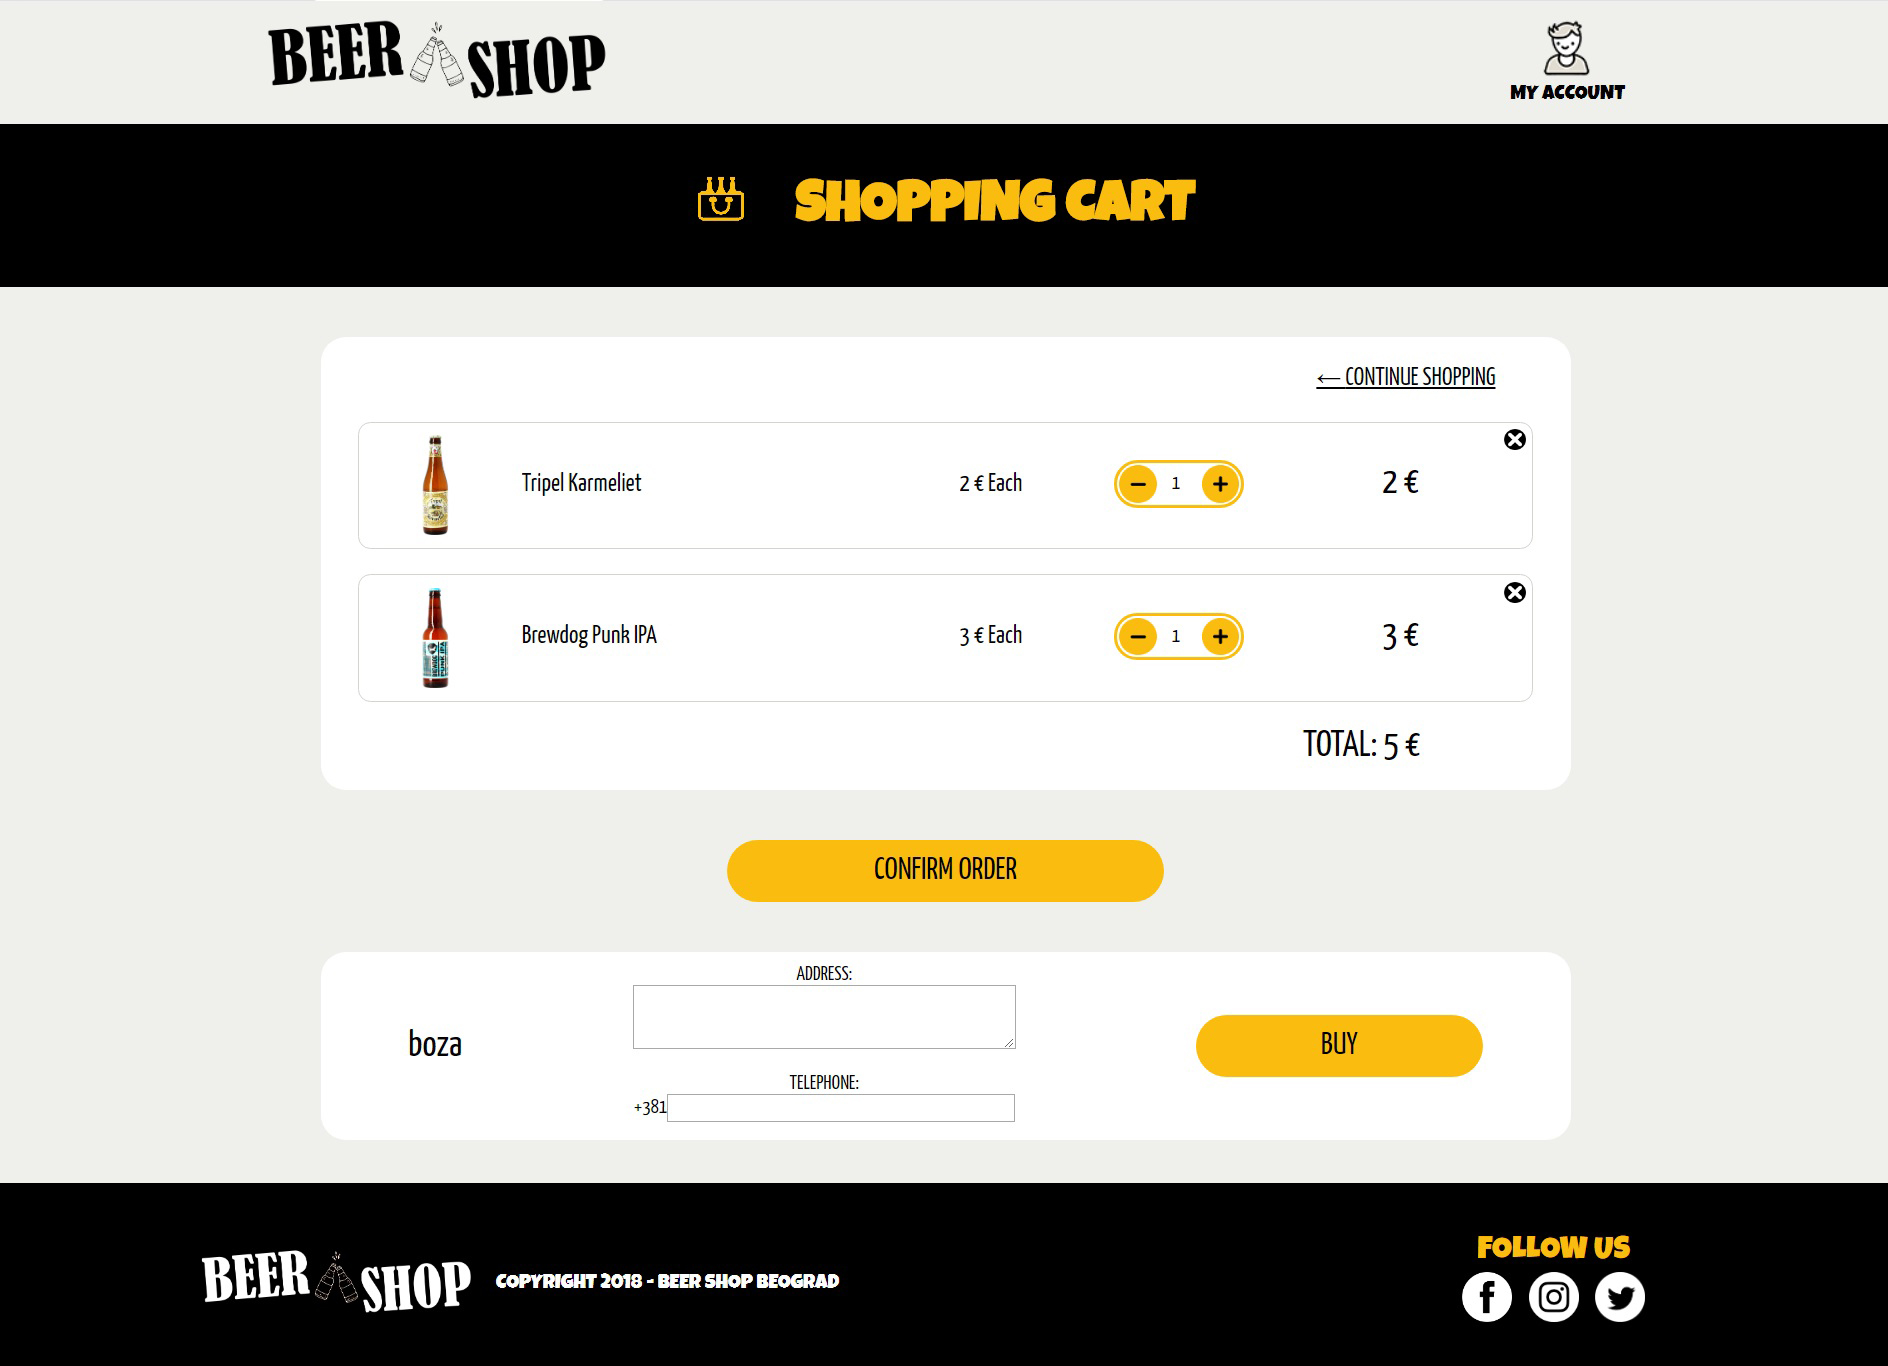 BEER SHOP
MY ACCOUNT
SHOPPING CART
← CONTINUE SHOPPING
Tripel Karmeliet
2 € Each
1
2 €
PUNK IPA
Brewdog Punk IPA
3 € Each
1
3 €
TOTAL: 5 €
CONFIRM ORDER
ADDRESS:
boza
BUY
TELEPHONE:
+381
FOLLOW US
BEER SHOP
COPYRIGHT 2018 - BEER SHOP BEOGRAD